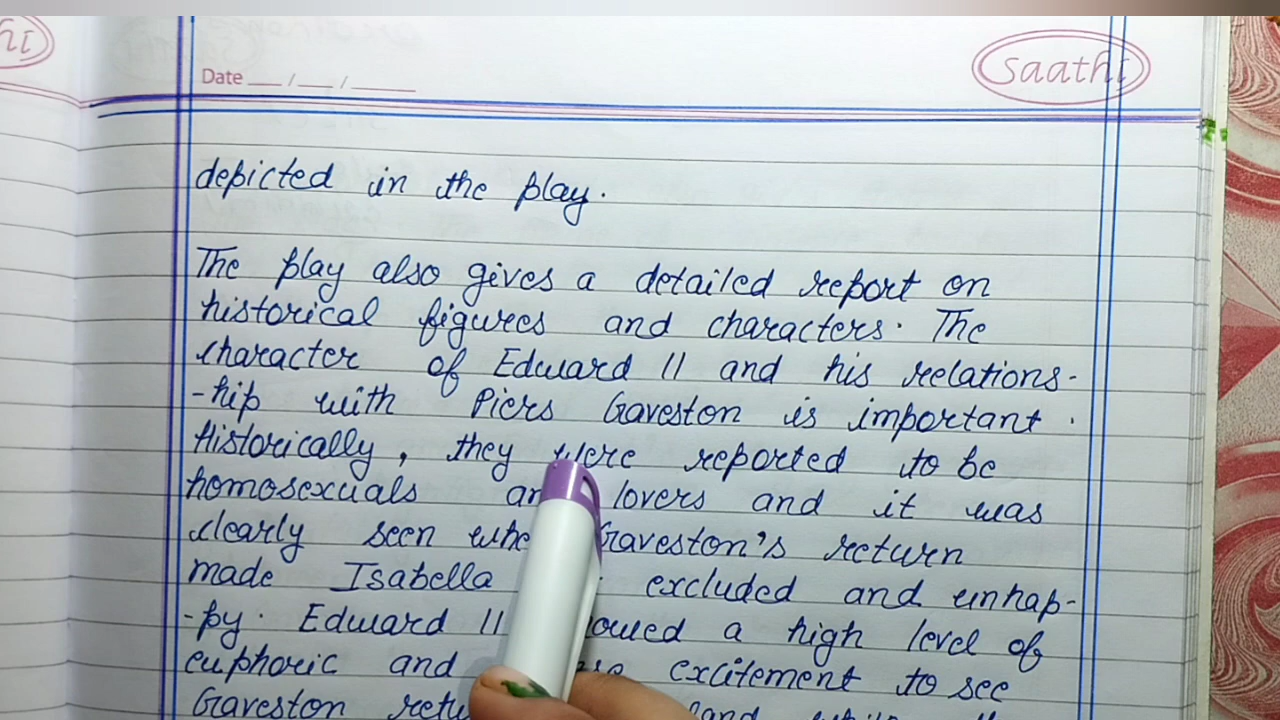 Date __/__/____
saathi
depicted in the play.
The play also gives a detailed report on
historical figures and characters. The
character of Edward II and his relations-
-hip with Piers Gaveston is important.
Historically, they were reported to be
homosexuals lovers and it was
clearly seen Gaveston's return
made Isabella excluded and unhap-
-py. Edward II a high level of
euphoric and excitement to see
Gaveston